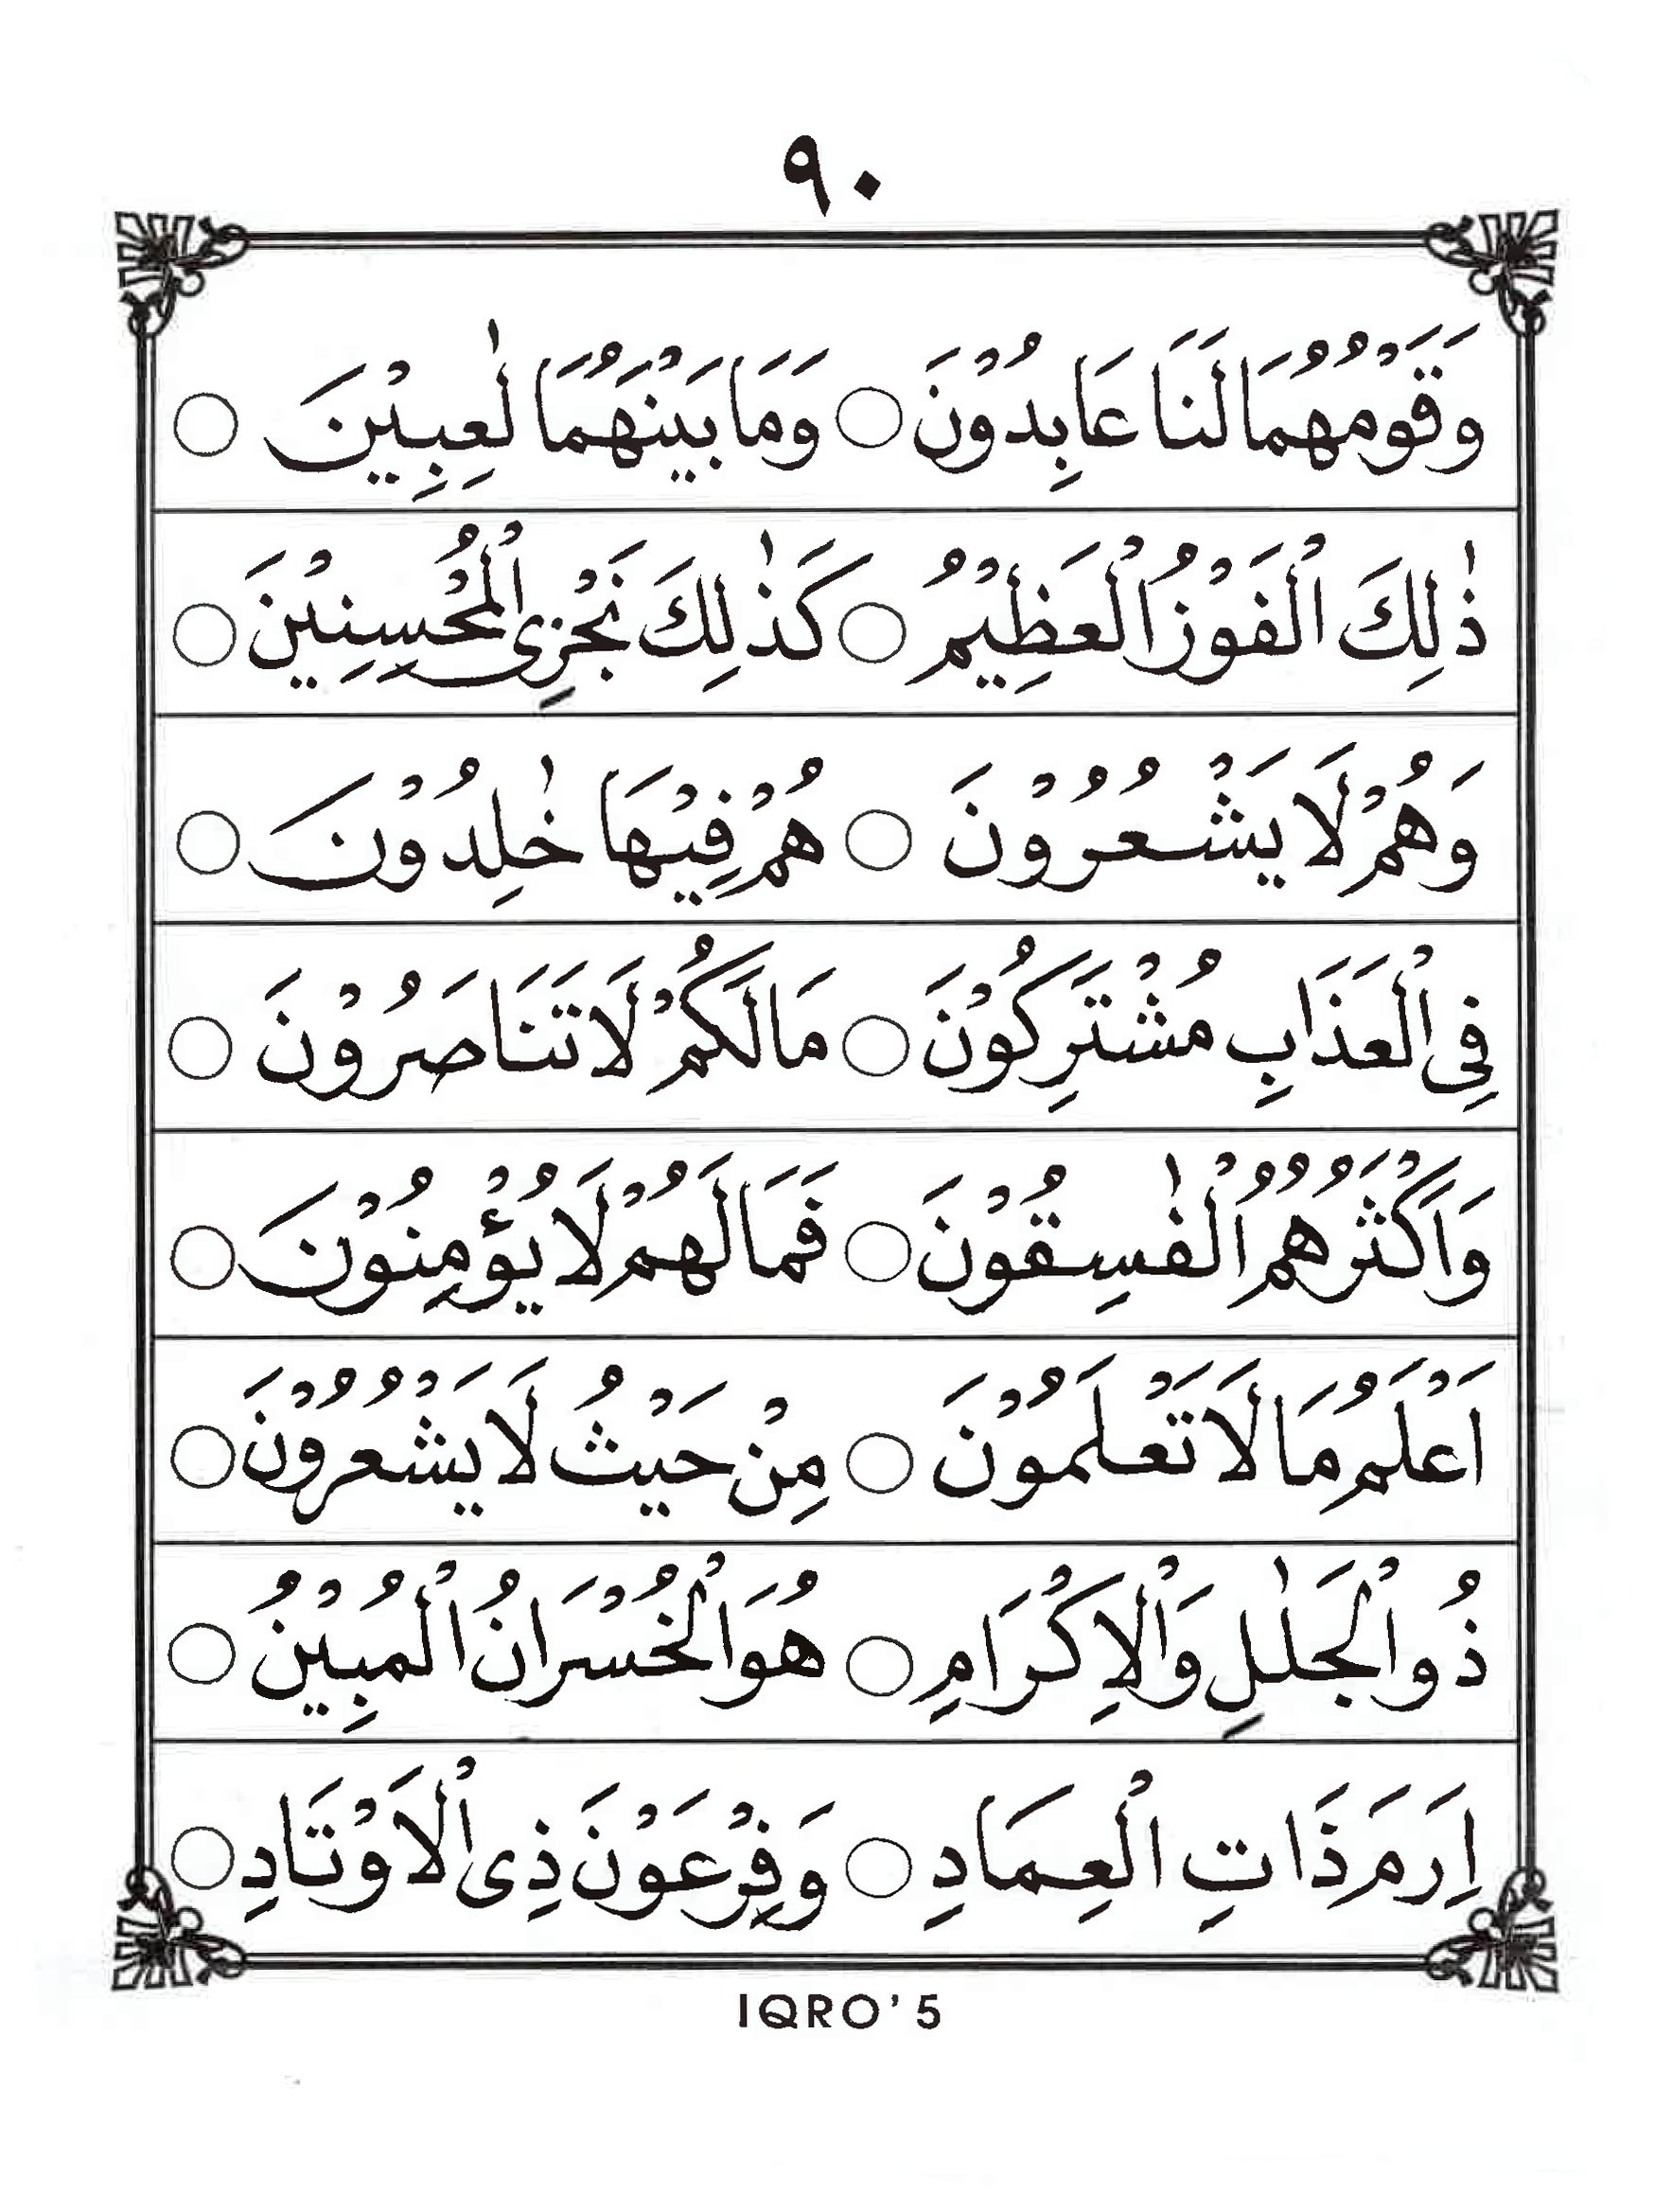 ٩٠
وَقَوْمُهُمَا لَنَا عَابِدُوْنَ ○ وَمَا بَيْنَهُمَا لٰعِبِيْنَ ○
ذٰلِكَ الْفَوْزُ الْعَظِيْمُ ○ كَذٰلِكَ نَجْزِى الْمُحْسِنِيْنَ ○
وَهُمْ لَا يَشْعُرُوْنَ ○ هُمْ فِيْهَا خٰلِدُوْنَ ○
فِى الْعَذَابِ مُشْتَرِكُوْنَ ○ مَالَكُمْ لَا تَنَاصَرُوْنَ ○
وَاَكْثَرُهُمُ الْفٰسِقُوْنَ ○ فَمَا لَهُمْ لَا يُؤْمِنُوْنَ ○
اَعْلَمُ مَا لَا تَعْلَمُوْنَ ○ مِنْ حَيْثُ لَا يَشْعُرُوْنَ ○
ذُو الْجَلٰلِ وَالْاِكْرَامِ ○ هُوَ الْخُسْرَانُ الْمُبِيْنُ ○
اِرَمَ ذَاتِ الْعِمَادِ ○ وَفِرْعَوْنَ ذِى الْاَوْتَادِ ○
IQRO' 5